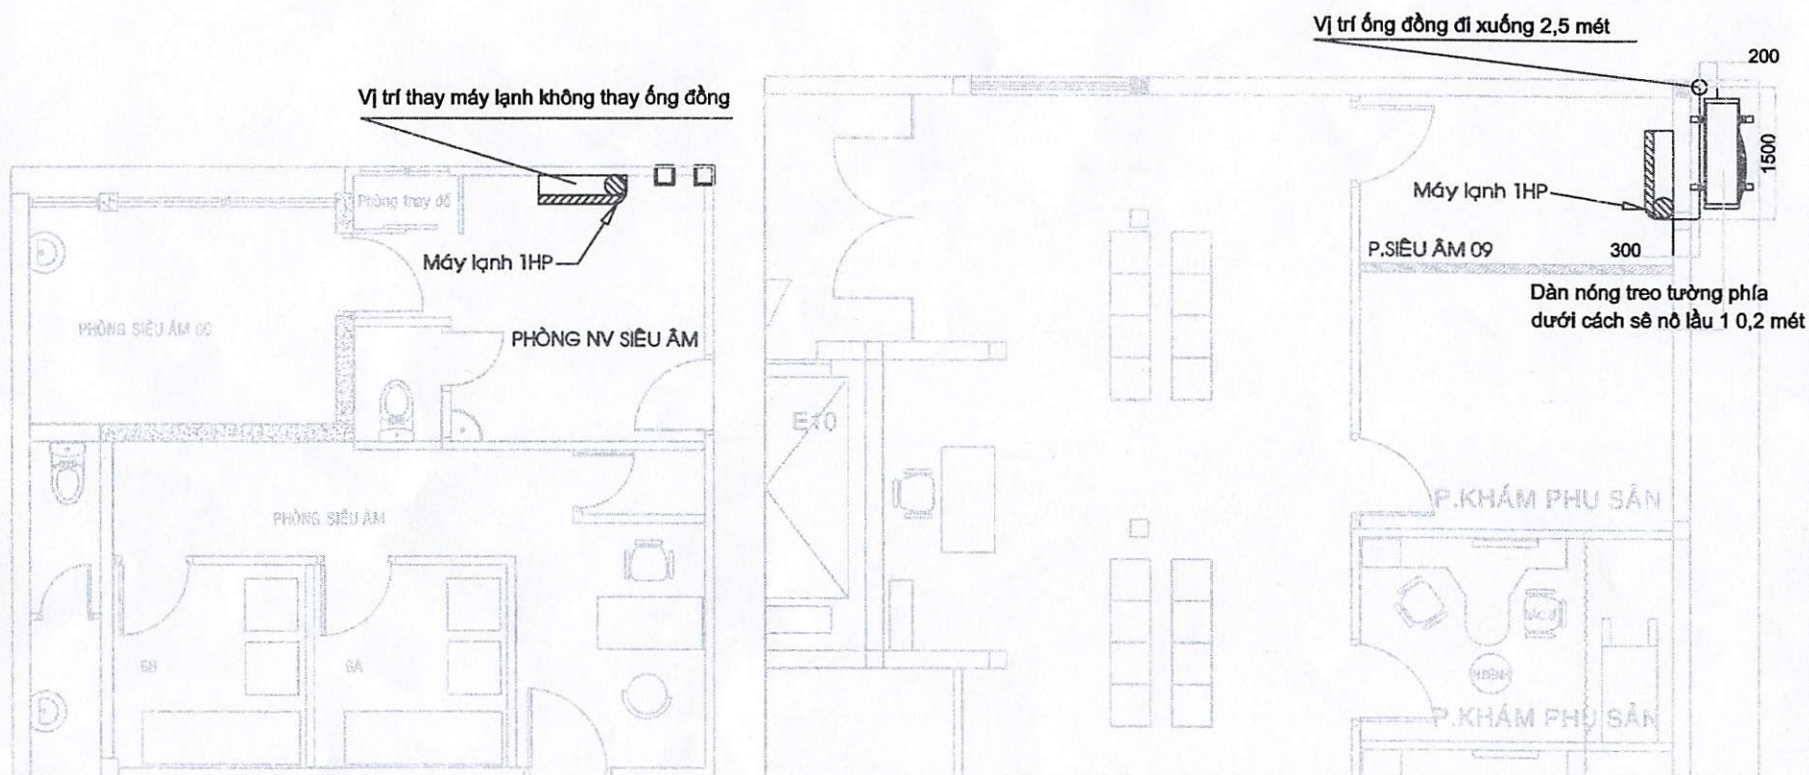 Vị trí ống đồng đi xuống 2,5 mét
200
Vị trí thay máy lạnh không thay ống đồng
1500
Phòng thay đồ
Máy lạnh 1HP
Máy lạnh 1HP
P.SIÊU ÂM 09
300
Dàn nóng treo tường phía
dưới cách sê nô lầu 1 0,2 mét
PHÒNG SIÊU ÂM
PHÒNG NV SIÊU ÂM
P.KHÁM PHỤ SẢN
PHÒNG SIÊU ÂM
6B
6A
P.KHÁM PHỤ SẢN